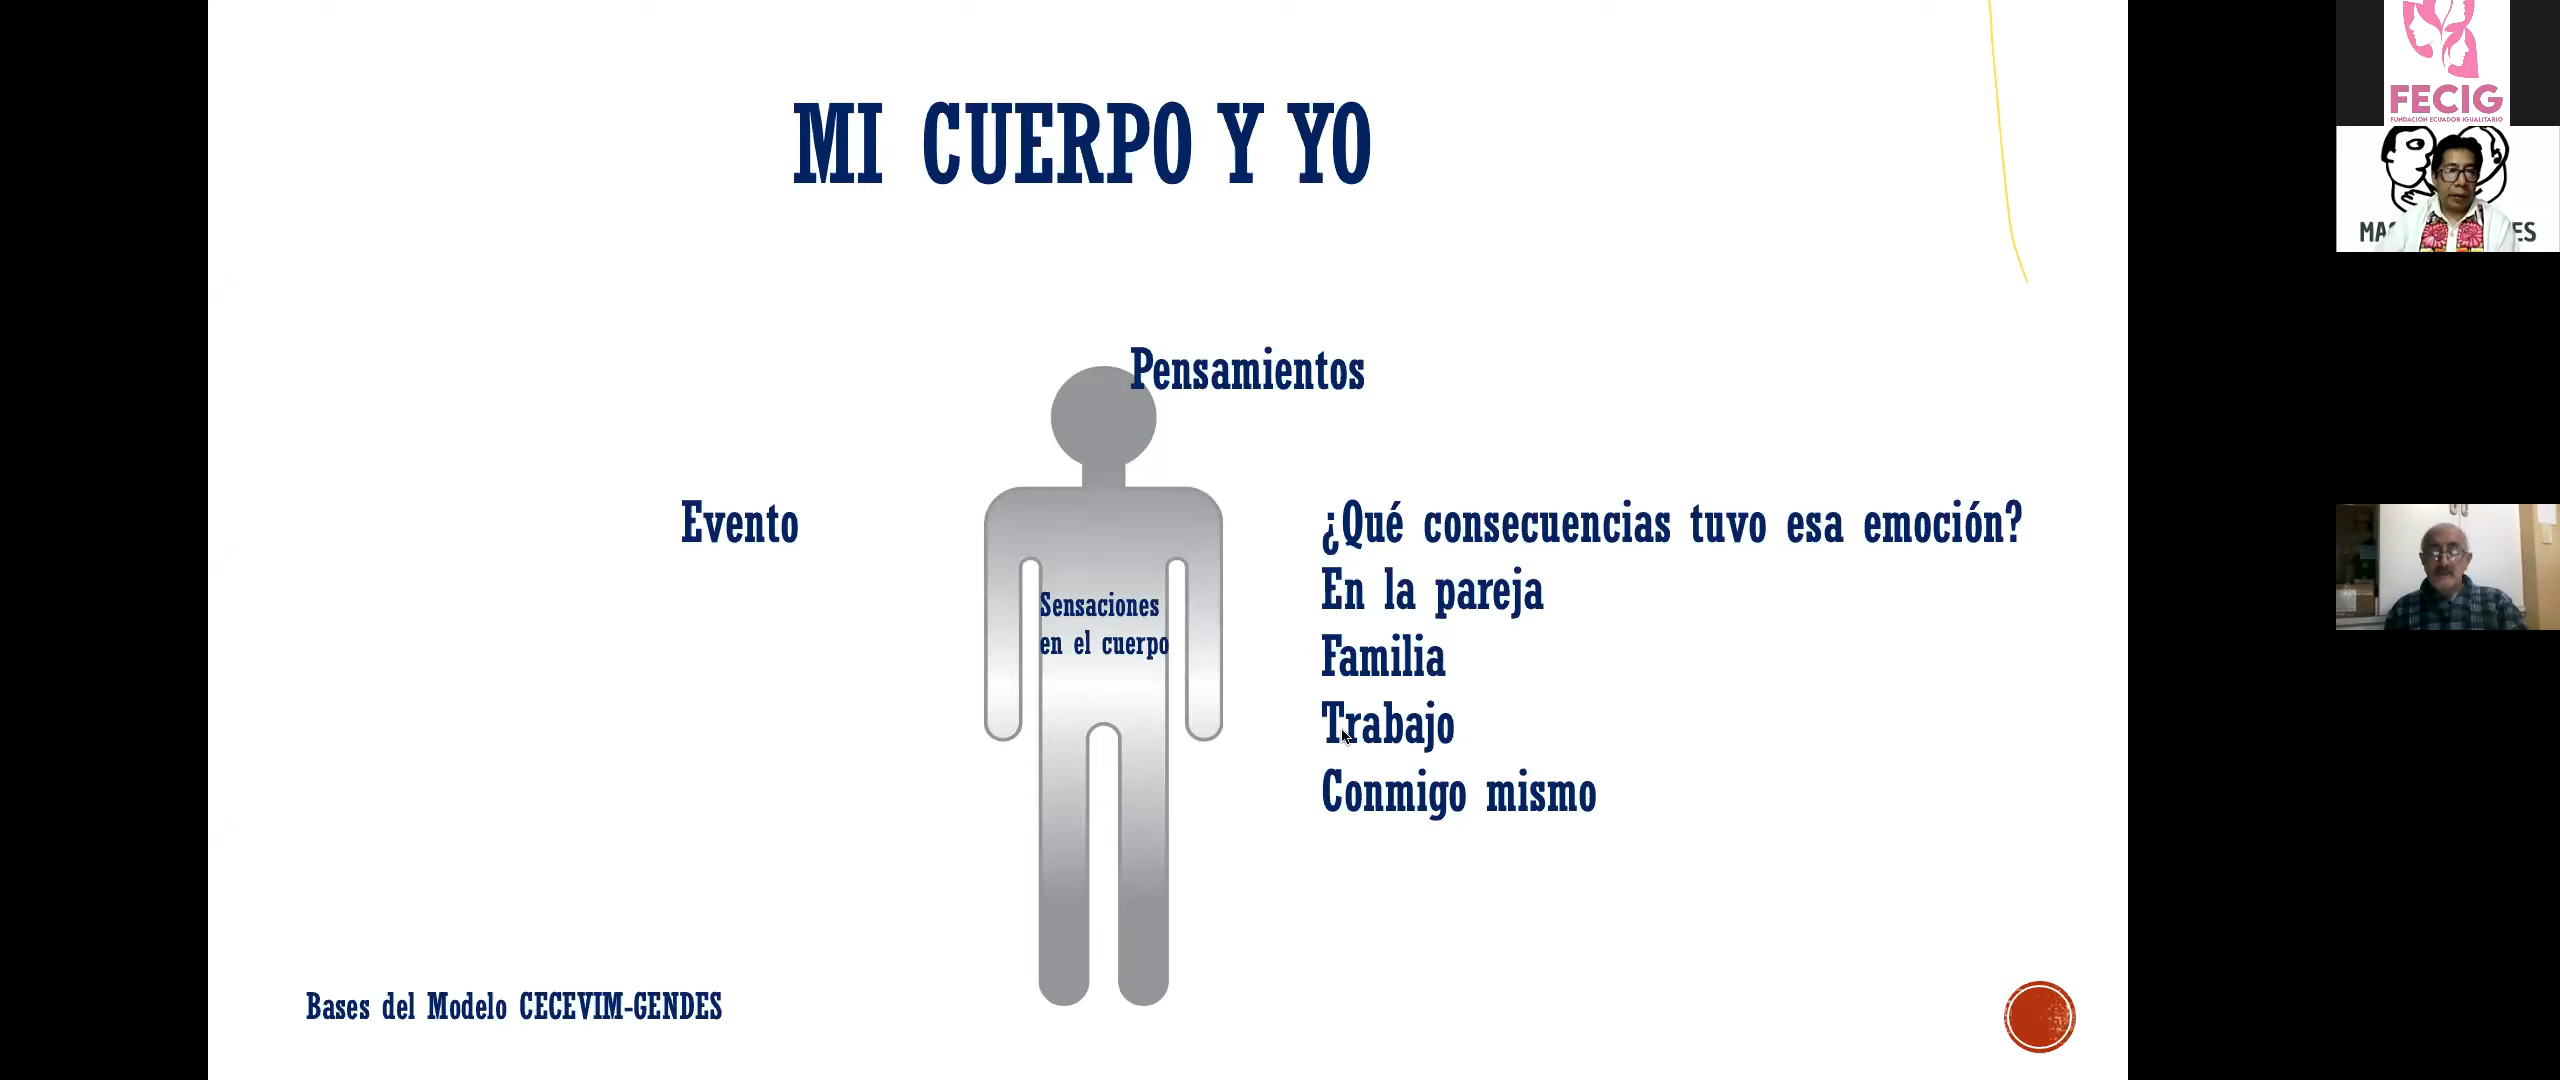 MI CUERPO Y YO
Pensamientos
Evento
Sensaciones
en el cuerpo
¿Qué consecuencias tuvo esa emoción?
En la pareja
Familia
Trabajo
Conmigo mismo
Bases del Modelo CECEVIM-GENDES
FECIG
FUNDACION ECUADOR IGUALITARIO